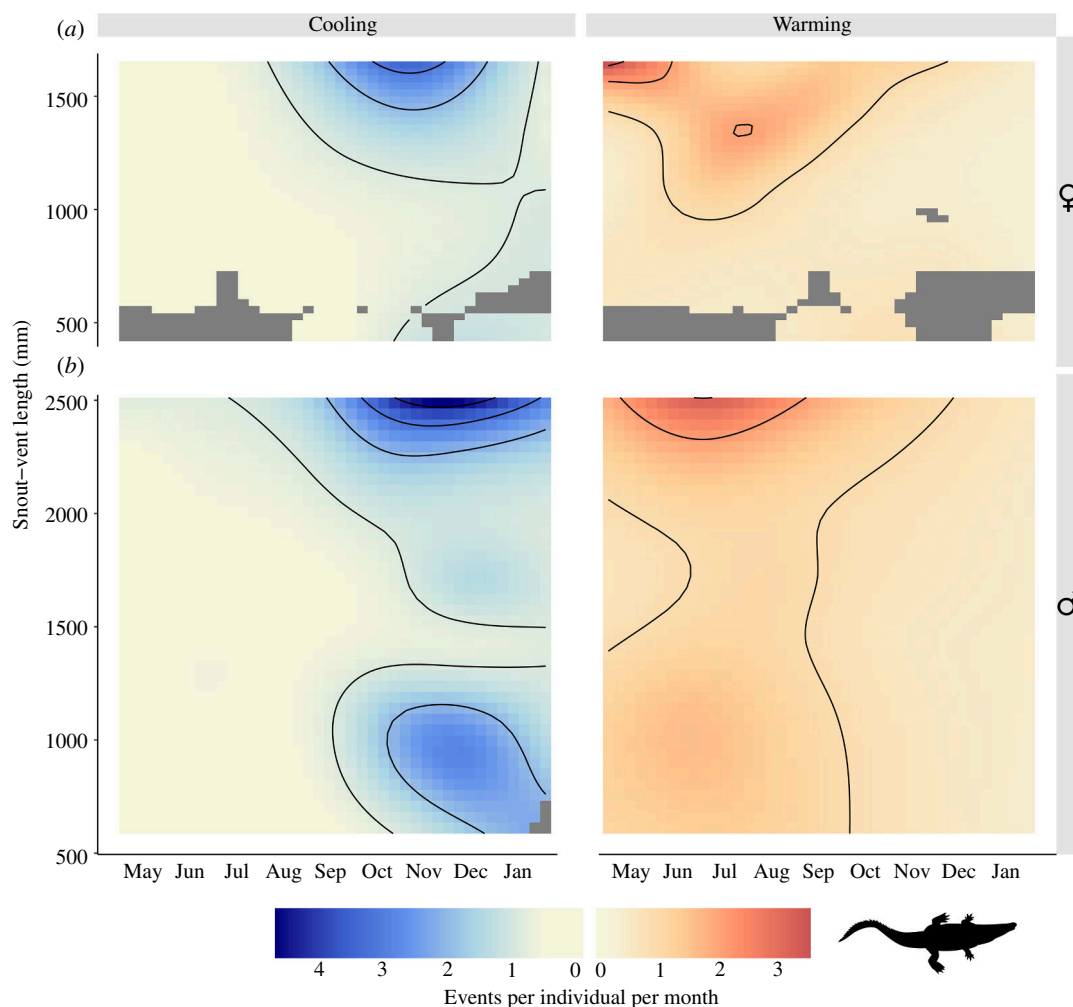 (a)
Cooling
Warming
1500
1000
500
♀
Snout–vent length (mm)
(b)
2500
2000
1500
1000
500
♂
May Jun Jul Aug Sep Oct Nov Dec Jan
May Jun Jul Aug Sep Oct Nov Dec Jan
4 3 2 1 0 0 1 2 3
Events per individual per month